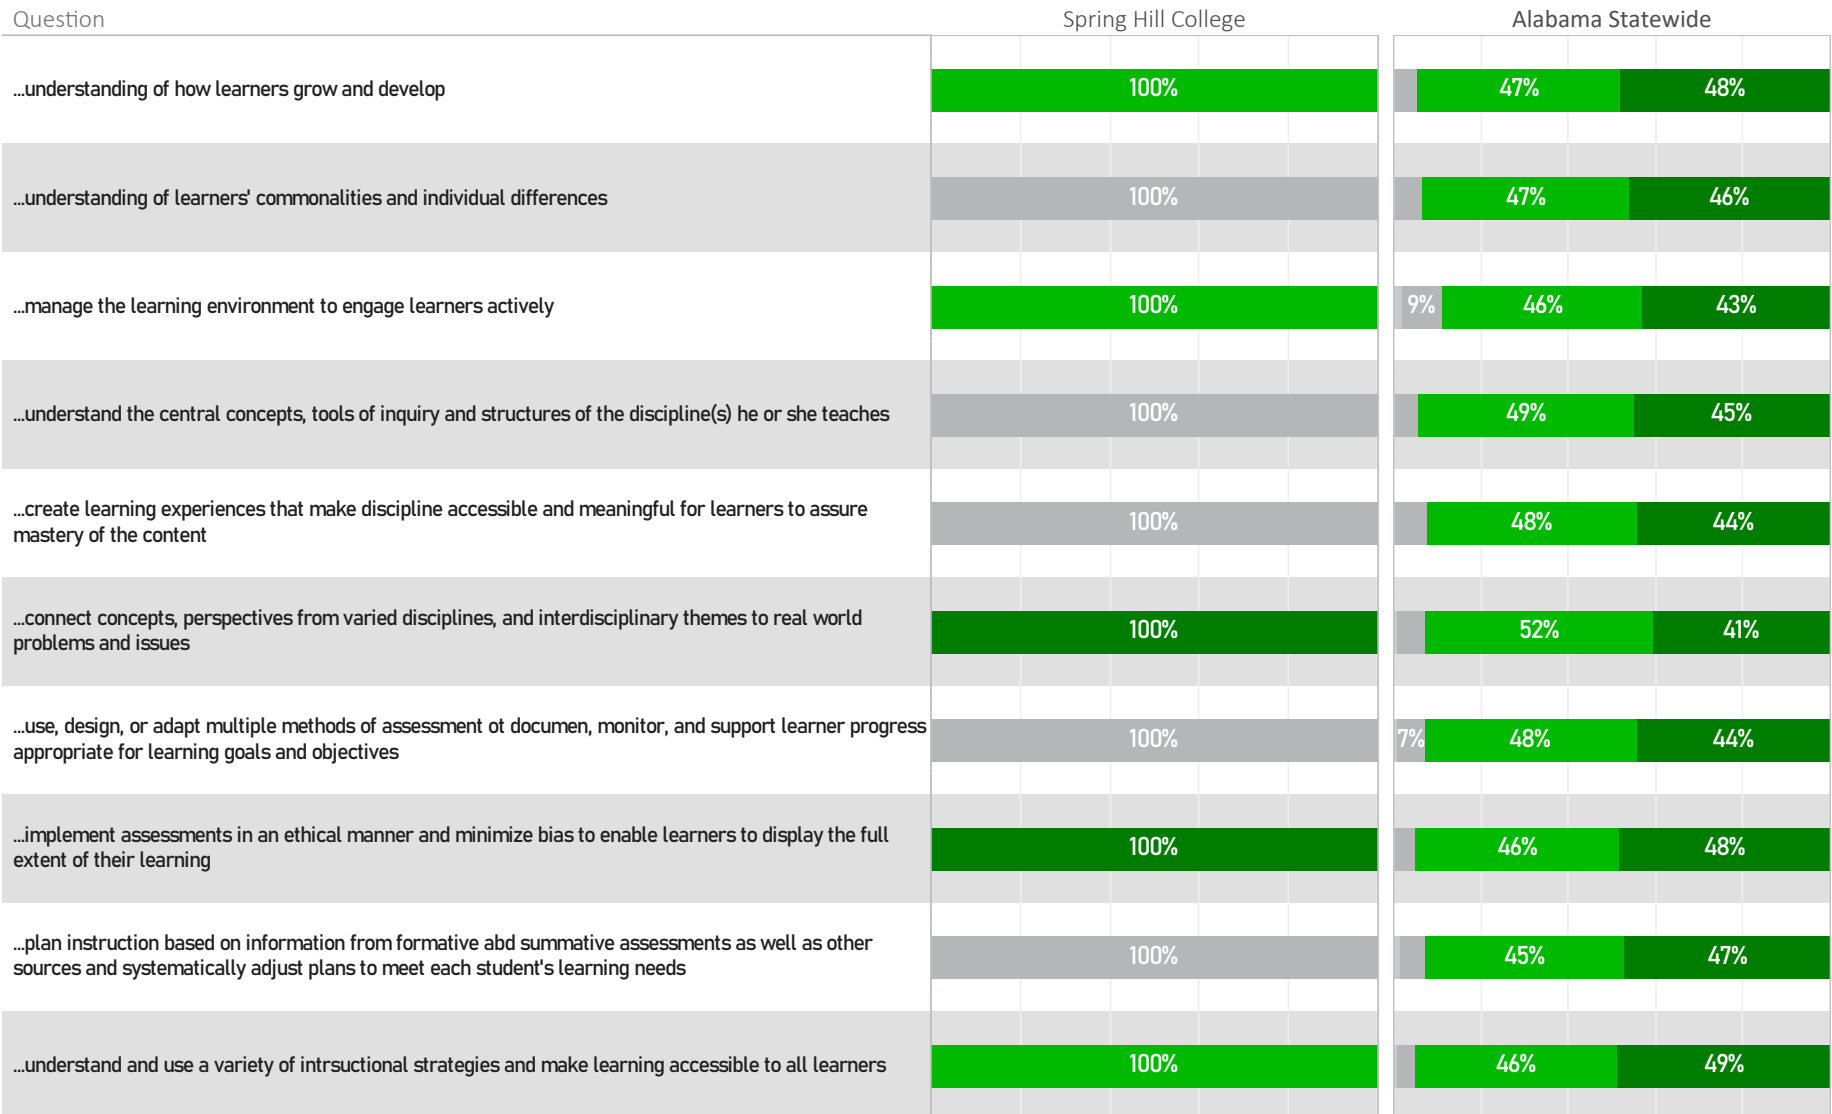 Question Spring Hill College Alabama Statewide
...understanding of how learners grow and develop 100% 47% 48%
...understanding of learners' commonalities and individual differences 100% 47% 46%
...manage the learning environment to engage learners actively 100% 9% 46% 43%
...understand the central concepts, tools of inquiry and structures of the discipline(s) he or she teaches 100% 49% 45%
...create learning experiences that make discipline accessible and meaningful for learners to assure
mastery of the content 100% 48% 44%
...connect concepts, perspectives from varied disciplines, and interdisciplinary themes to real world
problems and issues 100% 52% 41%
...use, design, or adapt multiple methods of assessment ot documen, monitor, and support learner progress
appropriate for learning goals and objectives 100% 7% 48% 44%
...implement assessments in an ethical manner and minimize bias to enable learners to display the full
extent of their learning 100% 46% 48%
...plan instruction based on information from formative abd summative assessments as well as other
sources and systematically adjust plans to meet each student's learning needs 100% 45% 47%
...understand and use a variety of intrsuctional strategies and make learning accessible to all learners 100% 46% 49%